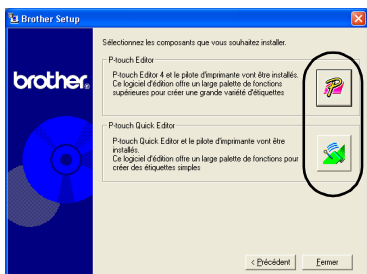 Brother Setup
Sélectionnez les composants que vous souhaitez installer.
P-touch Editor
P-touch Editor 4 et le pilote d'imprimante vont être installés.
Ce logiciel d'édition offre un large palette de fonctions
supérieures pour créer une grande variété d'étiquettes
brother.
P-touch Quick Editor
P-touch Quick Editor et le pilote d'imprimante vont être
installés.
Ce logiciel d'édition offre un large palette de fonctions pour
créer des étiquettes simples
< Précédent
Fermer